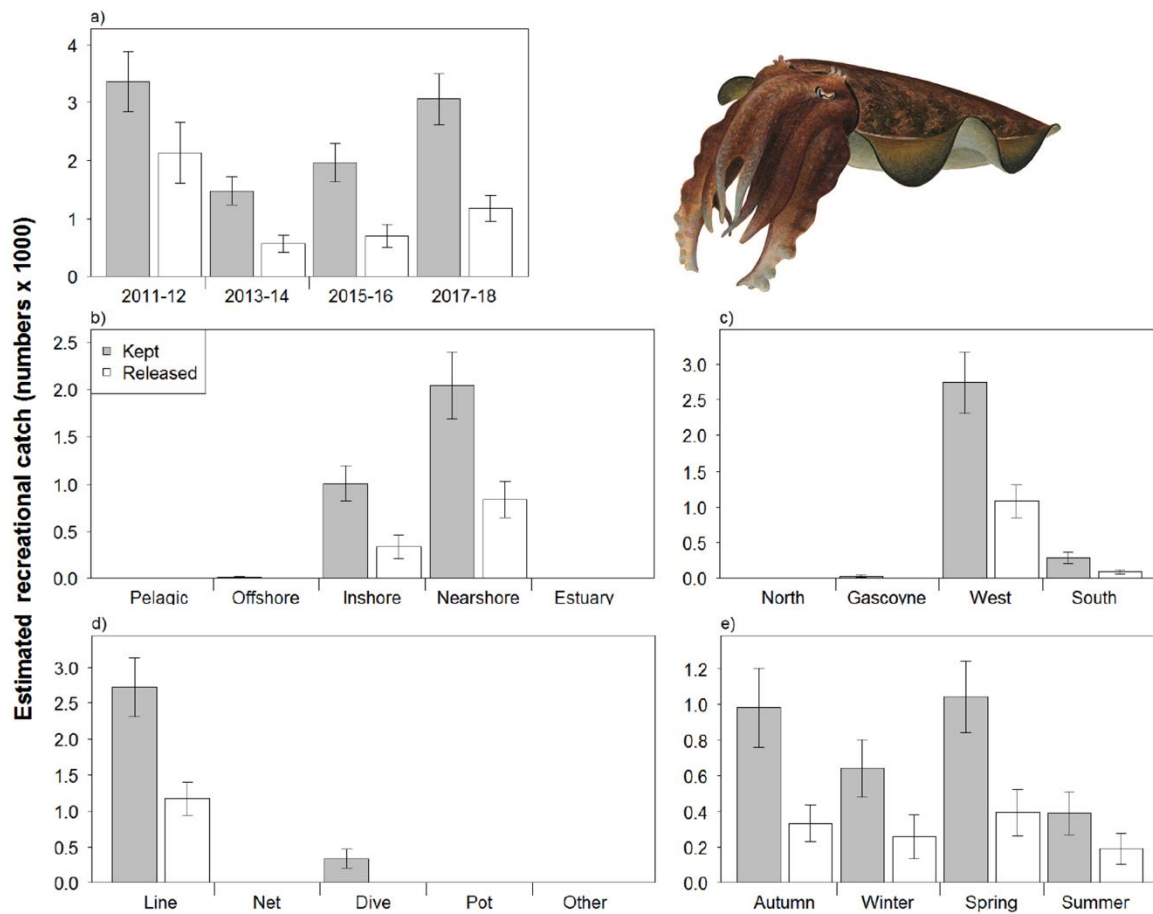 a)
4
3
2
1
0
2011-12 2013-14 2015-16 2017-18
Estimated recreational catch (numbers x 1000)
b)
Kept
Released
2.5
2.0
1.5
1.0
0.5
0.0
Pelagic Offshore Inshore Nearshore Estuary
c)
3.0
2.5
2.0
1.5
1.0
0.5
0.0
North Gascoyne West South
d)
3.0
2.5
2.0
1.5
1.0
0.5
0.0
Line Net Dive Pot Other
e)
1.2
1.0
0.8
0.6
0.4
0.2
0.0
Autumn Winter Spring Summer